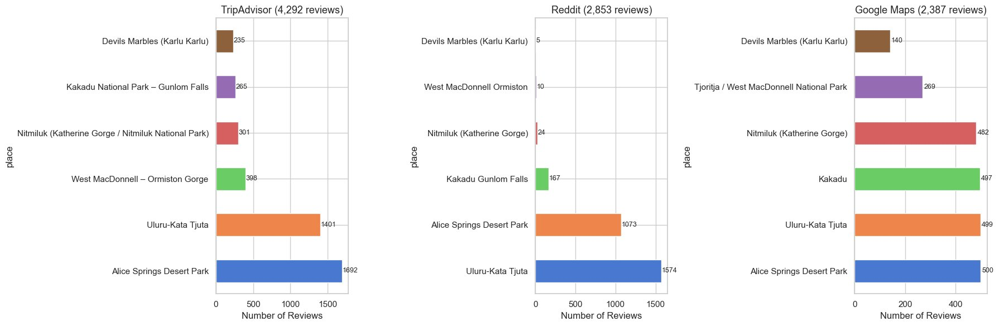 TripAdvisor (4,292 reviews)
place
Devils Marbles (Karlu Karlu)
235
Kakadu National Park – Gunlom Falls
265
Nitmiluk (Katherine Gorge / Nitmiluk National Park)
301
West MacDonnell – Ormiston Gorge
398
Uluru-Kata Tjuta
1401
Alice Springs Desert Park
1692
0 500 1000 1500
Number of Reviews
Reddit (2,853 reviews)
place
Devils Marbles (Karlu Karlu)
5
West MacDonnell Ormiston
10
Nitmiluk (Katherine Gorge)
24
Kakadu Gunlom Falls
167
Alice Springs Desert Park
1073
Uluru-Kata Tjuta
1574
0 500 1000 1500
Number of Reviews
Google Maps (2,387 reviews)
place
Devils Marbles (Karlu Karlu)
140
Tjoritja / West MacDonnell National Park
269
Nitmiluk (Katherine Gorge)
482
Kakadu
497
Uluru-Kata Tjuta
499
Alice Springs Desert Park
500
0 200 400
Number of Reviews